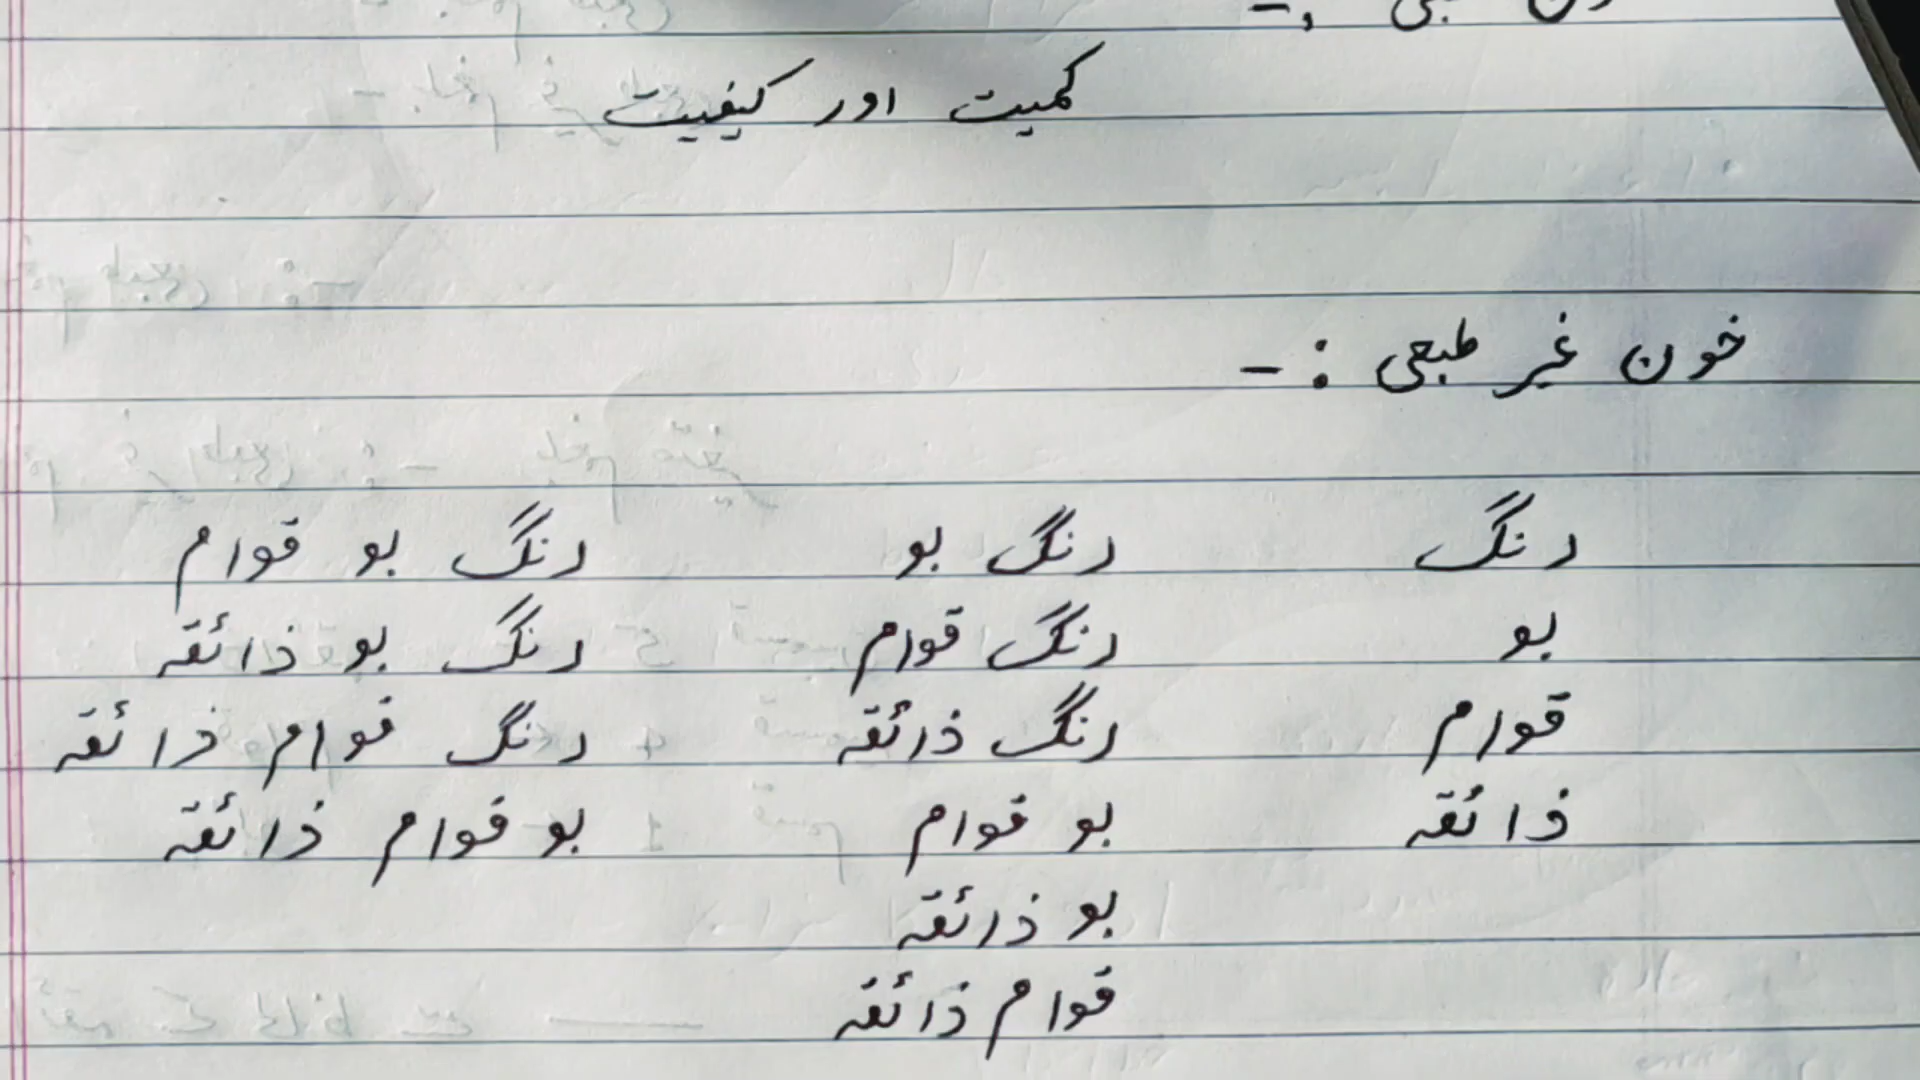 کمیت اور کیفیت
خون غیر طبعی :-
رنگ رنگ بو رنگ بو قوام
بو رنگ قوام رنگ بو ذائقہ
قوام رنگ ذائقہ رنگ قوام ذائقہ
ذائقہ بو قوام بو قوام ذائقہ
بو ذائقہ
قوام ذائقہ